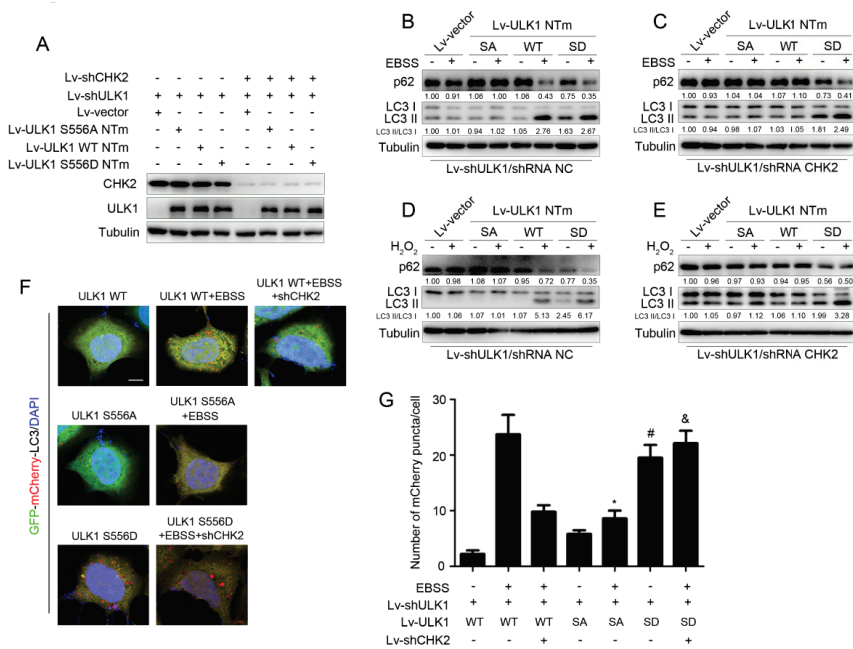 A
Lv-shCHK2 - - - - + + + +
Lv-shULK1 + + + + + + + +
Lv-vector + - - - + - - -
Lv-ULK1 S556A NTm - + - - - + - -
Lv-ULK1 WT NTm - - + - - - + -
Lv-ULK1 S556D NTm - - - + - - - +
CHK2
ULK1
Tubulin
B
Lv-vector
Lv-ULK1 NTm
SA WT SD
EBSS - + - + - + - +
p62
1.00 0.91 1.06 1.00 1.06 0.43 0.75 0.35
LC3 I
LC3 II
LC3 II/LC3 I 1.00 1.01 0.94 1.02 1.05 2.76 1.63 2.67
Tubulin
Lv-shULK1/shRNA NC
C
Lv-vector
Lv-ULK1 NTm
SA WT SD
EBSS - + - + - + - +
p62
1.00 0.93 1.04 1.04 1.07 1.10 0.73 0.41
LC3 I
LC3 II
LC3 II/LC3 I 1.00 0.94 0.98 1.07 1.03 1.05 1.81 2.49
Tubulin
Lv-shULK1/shRNA CHK2
D
Lv-vector
Lv-ULK1 NTm
SA WT SD
H2O2 - + - + - + - +
p62
1.00 0.98 1.08 1.07 0.95 0.72 0.77 0.35
LC3 I
LC3 II
LC3 II/LC3 I 1.00 1.06 1.07 1.01 1.07 5.13 2.45 6.17
Tubulin
Lv-shULK1/shRNA NC
E
Lv-vector
Lv-ULK1 NTm
SA WT SD
H2O2 - + - + - + - +
p62
1.00 0.96 0.97 0.93 0.94 0.95 0.56 0.50
LC3 I
LC3 II
LC3 II/LC3 I 1.00 1.05 0.97 1.12 1.06 1.10 1.99 3.28
Tubulin
Lv-shULK1/shRNA CHK2
F
GFP-mCherry-LC3/DAPI
ULK1 WT
ULK1 WT+EBSS
ULK1 WT+EBSS
+shCHK2
ULK1 S556A
ULK1 S556A
+EBSS
ULK1 S556D
ULK1 S556D
+EBSS+shCHK2
G
Number of mCherry puncta/cell
30
20
10
0
* # &
EBSS - + + - + - +
Lv-shULK1 + + + + + + +
Lv-ULK1 WT WT WT SA SA SD SD
Lv-shCHK2 - - + - - - +